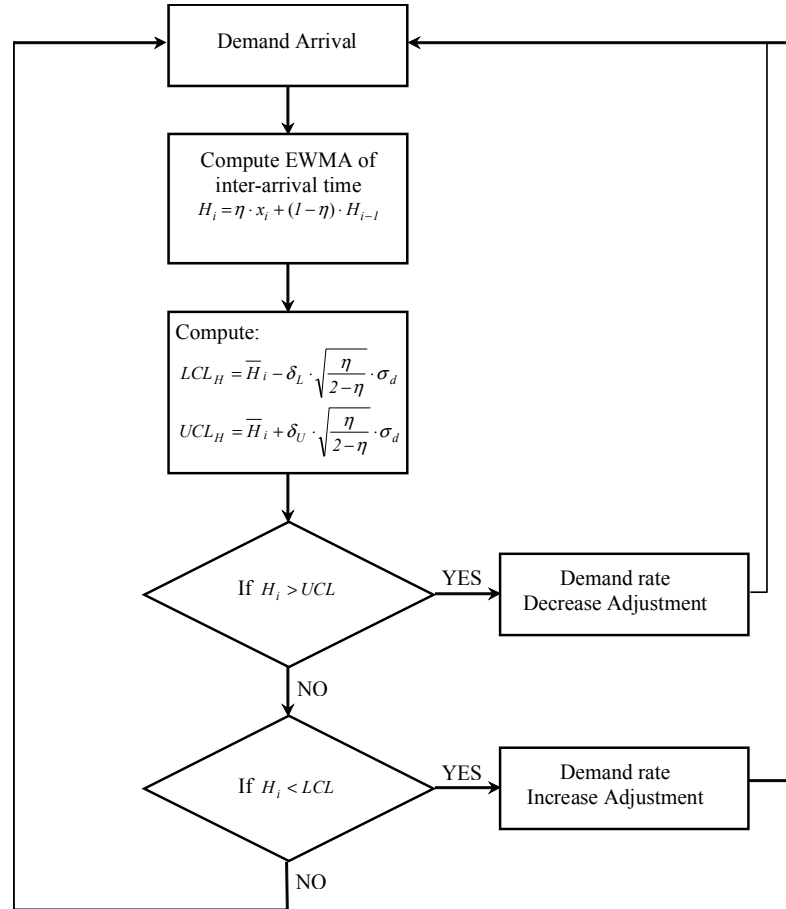 Demand Arrival
Compute EWMA of
inter-arrival time
H_i = η · x_i + (1 − η) · H_{i−1}
Compute:
LCL_H = H̅_i − δ_L · √(η / (2 − η)) · σ_d
UCL_H = H̅_i + δ_U · √(η / (2 − η)) · σ_d
If H_i > UCL
YES
Demand rate
Decrease Adjustment
NO
If H_i < LCL
YES
Demand rate
Increase Adjustment
NO